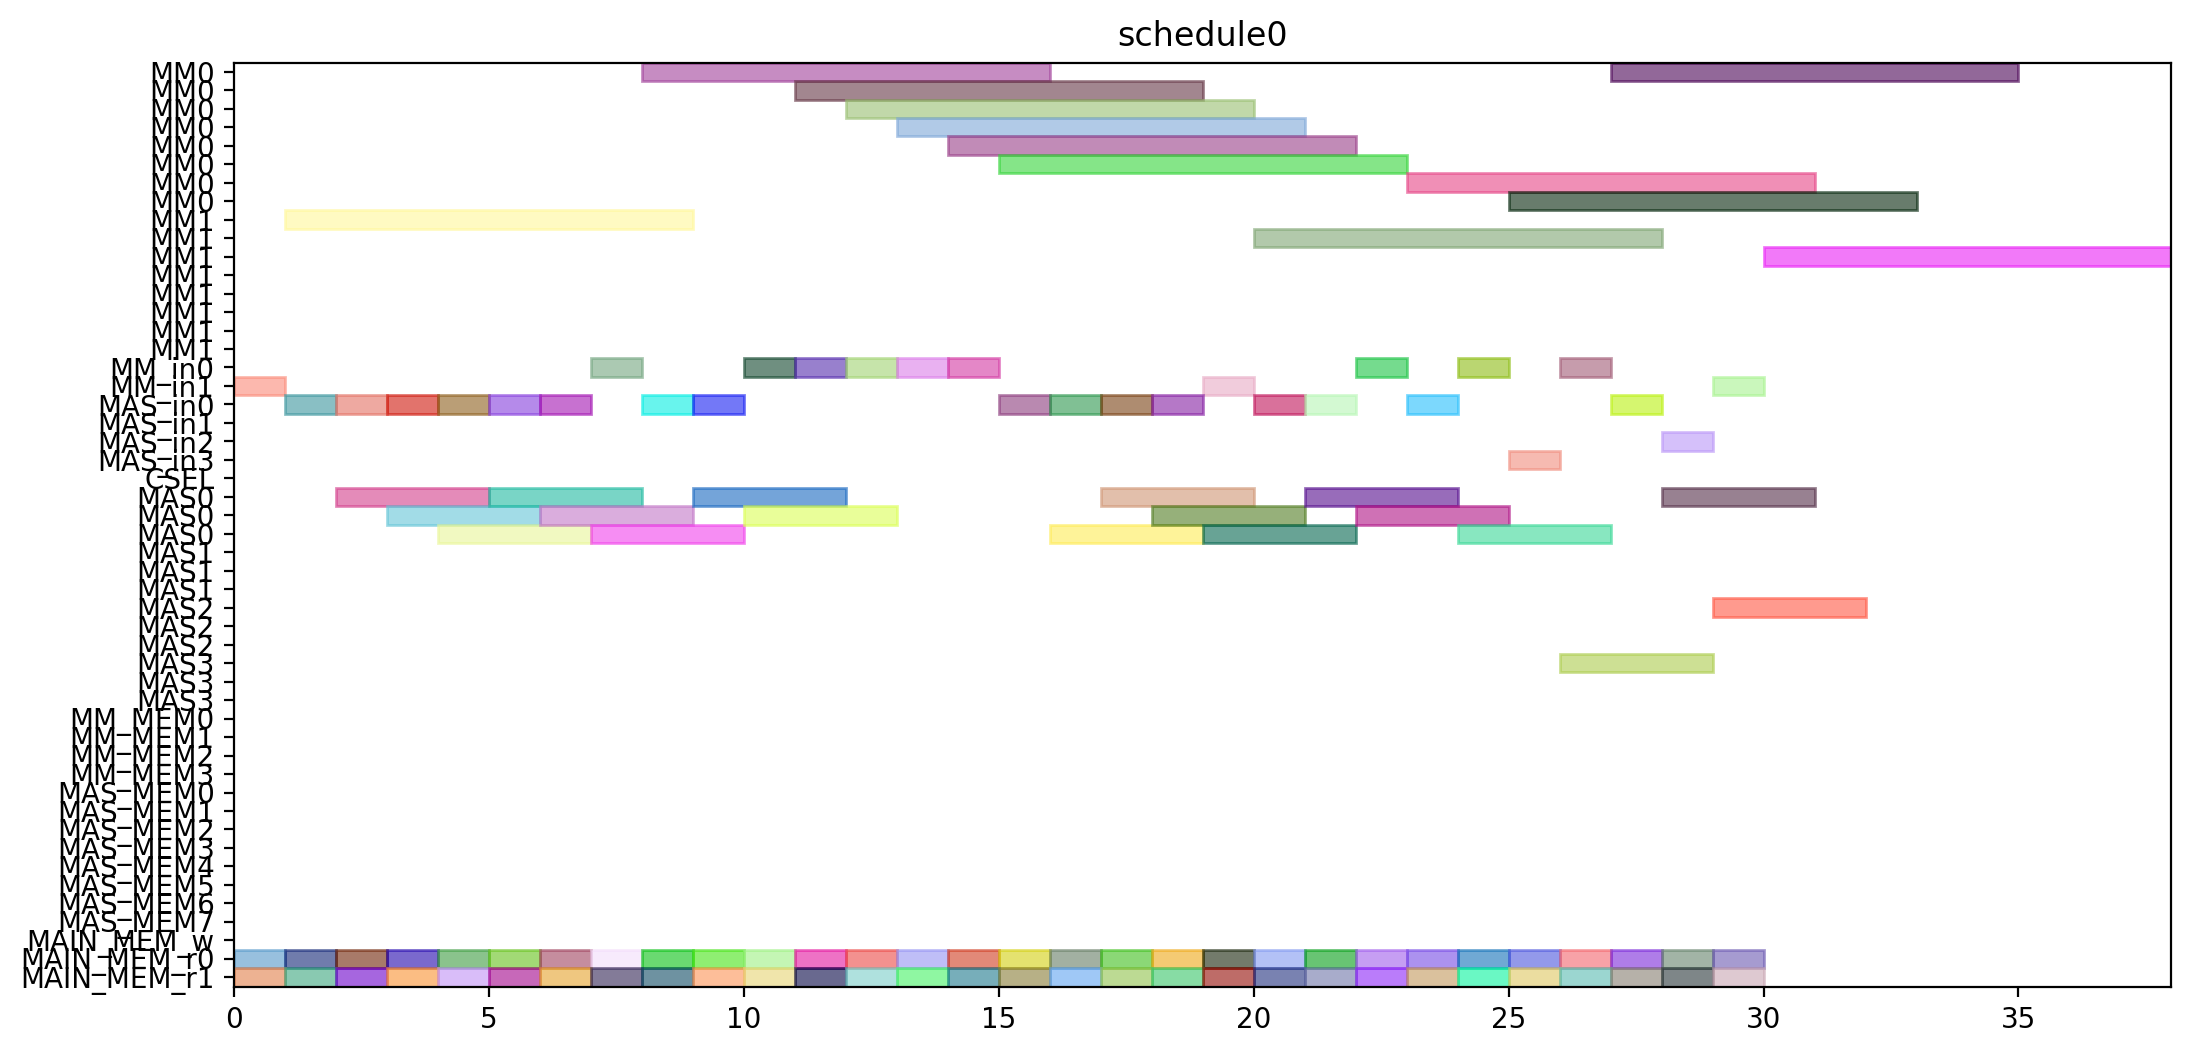 schedule0
MM0
MM0
MM0
MM0
MM0
MM0
MM0
MM0
MM1
MM1
MM1
MM1
MM1
MM1
MM1
MM1
MM_in0
MM_in1
MAS_in0
MAS_in1
MAS_in2
MAS_in3
CSEL
MAS0
MAS0
MAS0
MAS1
MAS1
MAS1
MAS2
MAS2
MAS2
MAS3
MAS3
MAS3
MM_MEM0
MM_MEM1
MM_MEM2
MM_MEM3
MAS_MEM0
MAS_MEM1
MAS_MEM2
MAS_MEM3
MAS_MEM4
MAS_MEM5
MAS_MEM6
MAS_MEM7
MAIN_MEM_w
MAIN_MEM_r0
MAIN_MEM_r1
0 5 10 15 20 25 30 35